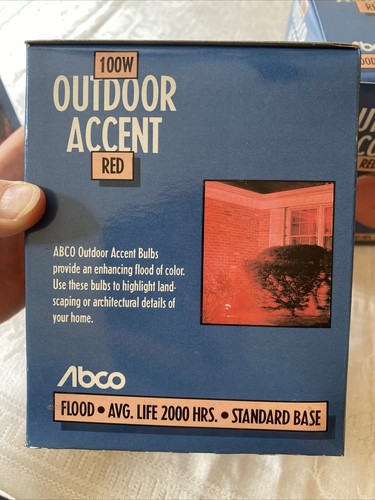 100W
OUTDOOR
ACCENT
RED
ABCO Outdoor Accent Bulbs
provide an enhancing flood of color.
Use these bulbs to highlight land-
scaping or architectural details of
your home.
Abco
FLOOD • AVG. LIFE 2000 HRS. • STANDARD BASE